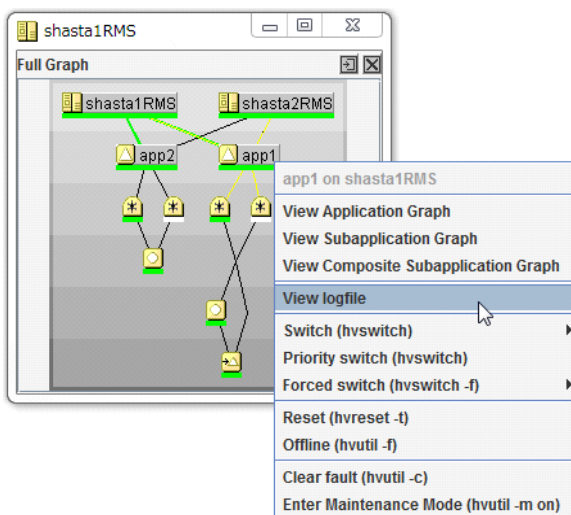 shasta1RMS
Full Graph
shasta1RMS
shasta2RMS
app2
app1
app1 on shasta1RMS
View Application Graph
View Subapplication Graph
View Composite Subapplication Graph
View logfile
Switch (hvswitch)
Priority switch (hvswitch)
Forced switch (hvswitch -f)
Reset (hvreset -t)
Offline (hvutil -f)
Clear fault (hvutil -c)
Enter Maintenance Mode (hvutil -m on)